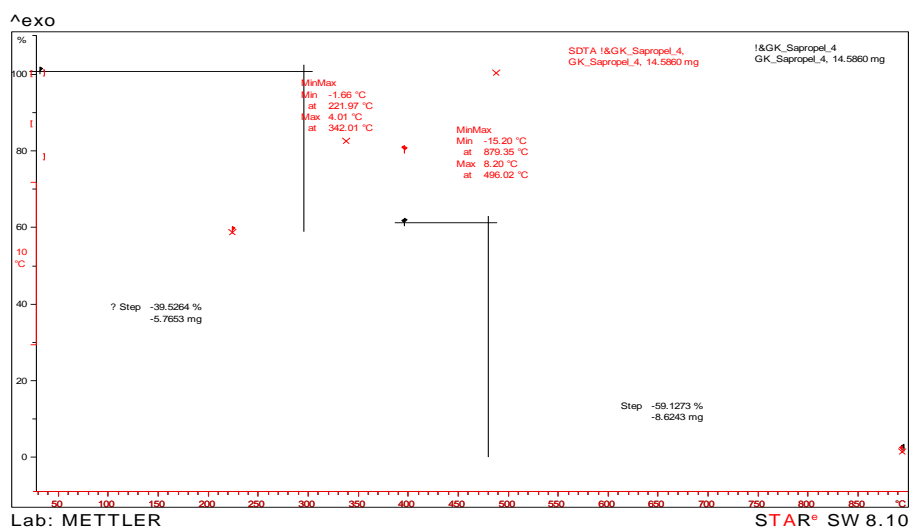 ^exo
%
100
80
60
40
20
0
10
°C
MinMax
Min -1.66 °C
at 221.97 °C
Max 4.01 °C
at 342.01 °C
MinMax
Min -15.20 °C
at 879.35 °C
Max 8.20 °C
at 496.02 °C
SDTA !&GK_Sapropel_4,
GK_Sapropel_4, 14.5860 mg
!&GK_Sapropel_4
GK_Sapropel_4, 14.5860 mg
? Step -39.5264 %
-5.7653 mg
Step -59.1273 %
-8.6243 mg
50 100 150 200 250 300 350 400 450 500 550 600 650 700 750 800 850 °C
Lab: METTLER
STARe SW 8.10